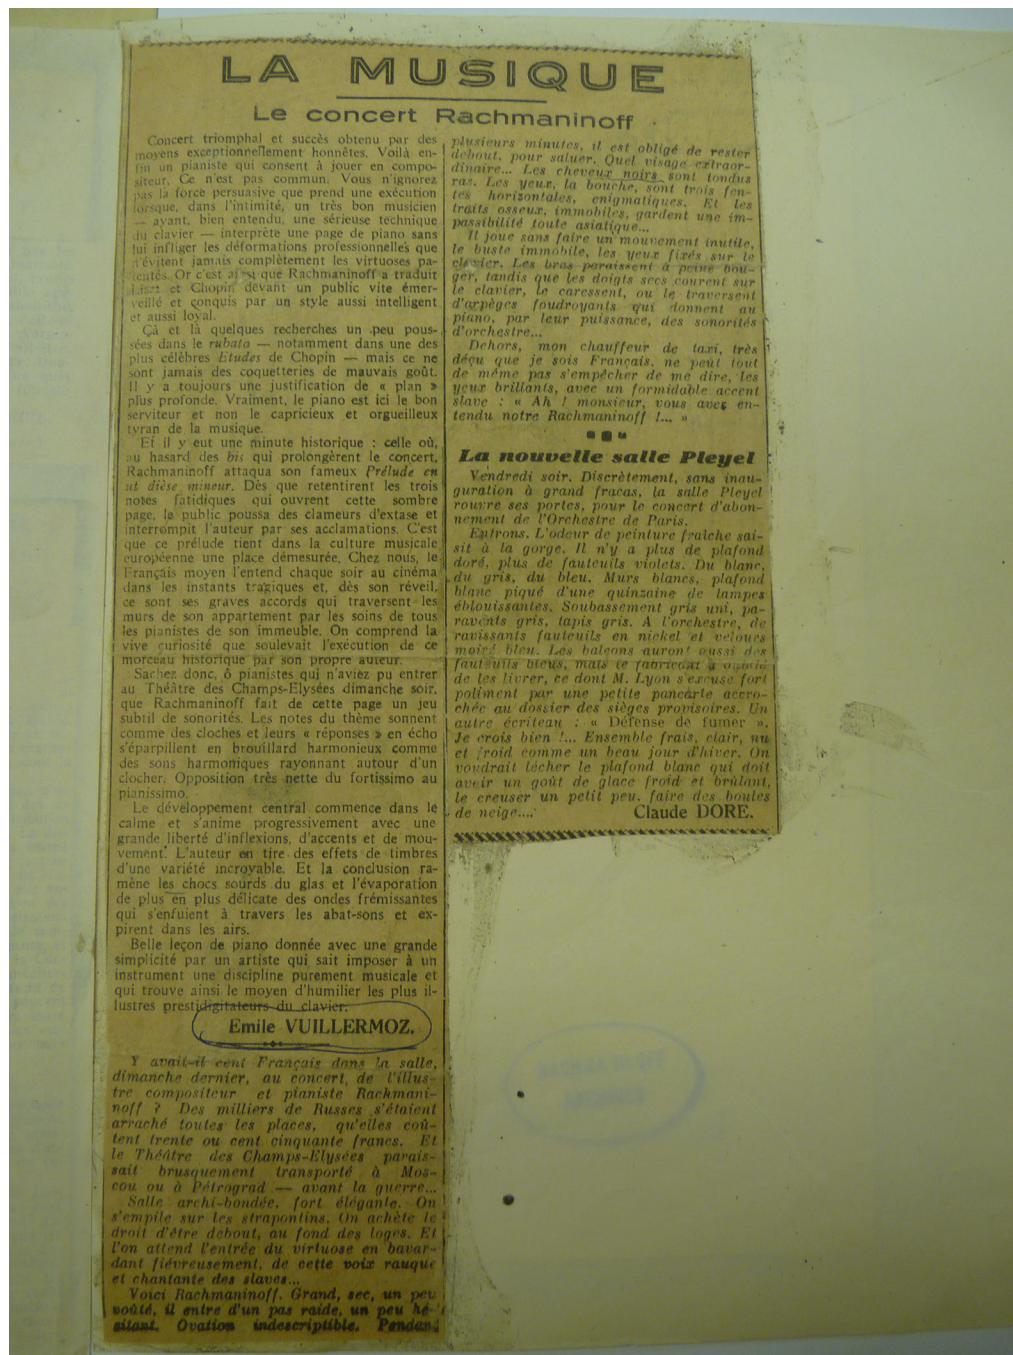 LA MUSIQUE
Le concert Rachmaninoff
Concert triomphal et succès obtenu par des
moyens exceptionnellement honnêtes. Voilà en-
fin un pianiste qui consent à jouer en compo-
siteur. Ce n'est pas commun. Vous n'ignorez
pas la force persuasive que prend une exécution
lorsque, dans l'intimité, un très bon musicien
— ayant, bien entendu, une sérieuse technique
du clavier — interprète une page de piano sans
lui infliger les déformations professionnelles que
n'évitent jamais complètement les virtuoses pa-
tentés. Or c'est ainsi que Rachmaninoff a traduit
Liszt et Chopin devant un public vite émer-
veillé et conquis par un style aussi intelligent
et aussi loyal.
Çà et là quelques recherches un peu pous-
sées dans le rubato — notamment dans une des
plus célèbres Etudes de Chopin — mais ce ne
sont jamais des coquetteries de mauvais goût.
Il y a toujours une justification de « plan »
plus profonde. Vraiment, le piano est ici le bon
serviteur et non le capricieux et orgueilleux
tyran de la musique.
Et il y eut une minute historique : celle où,
au hasard des bis qui prolongèrent le concert,
Rachmaninoff attaqua son fameux Prélude en
ut dièse mineur. Dès que retentirent les trois
notes fatidiques qui ouvrent cette sombre
page, le public poussa des clameurs d'extase et
interrompit l'auteur par ses acclamations. C'est
que ce prélude tient dans la culture musicale
européenne une place démesurée. Chez nous, le
Français moyen l'entend chaque soir au cinéma
dans les instants tragiques et, dès son réveil,
ce sont ses graves accords qui traversent les
murs de son appartement par les soins de tous
les pianistes de son immeuble. On comprend la
vive curiosité que soulevait l'exécution de ce
morceau historique par son propre auteur.
Sachez donc, ô pianistes qui n'aviez pu entrer
au Théâtre des Champs-Elysées dimanche soir,
que Rachmaninoff fait de cette page un jeu
subtil de sonorités. Les notes du thème sonnent
comme des cloches et leurs « réponses » en écho
s'éparpillent en brouillard harmonieux comme
des sons harmoniques rayonnant autour d'un
clocher. Opposition très nette du fortissimo au
pianissimo.
Le développement central commence dans le
calme et s'anime progressivement avec une
grande liberté d'inflexions, d'accents et de mou-
vement. L'auteur en tire des effets de timbres
d'une variété incroyable. Et la conclusion ra-
mène les chocs sourds du glas et l'évaporation
de plus en plus délicate des ondes frémissantes
qui s'enfuient à travers les abat-sons et ex-
pirent dans les airs.
Belle leçon de piano donnée avec une grande
simplicité par un artiste qui sait imposer à un
instrument une discipline purement musicale et
qui trouve ainsi le moyen d'humilier les plus il-
lustres prestidigitateurs du clavier.
Emile VUILLERMOZ.
Y avait-il cent Français dans la salle,
dimanche dernier, au concert, de l'illus-
tre compositeur et pianiste Rachmani-
noff ? Des milliers de Russes s'étaient
arraché toutes les places, qu'elles coû-
tent trente ou cent cinquante francs. Et
le Théâtre des Champs-Elysées parais-
sait brusquement transporté à Mos-
cou ou à Pétrograd — avant la guerre...
Salle archi-bondée, fort élégante. On
s'empile sur les strapontins. On achète le
droit d'être debout, au fond des loges. Et
l'on attend l'entrée du virtuose en bavar-
dant fiévreusement, de cette voix rauque
et chantante des slaves...
Voici Rachmaninoff. Grand, sec, un peu
voûté, il entre d'un pas raide, un peu hé-
sitant. Ovation indescriptible. Pendant
plusieurs minutes, il est obligé de rester
debout, pour saluer. Quel visage extraor-
dinaire... Les cheveux noirs sont tondus
ras. Les yeux, la bouche, sont trois fen-
tes horizontales, enigmatiques. Et les
traits osseux, immobiles, gardent une im-
passibilité toute asiatique...
Il joue sans faire un mouvement inutile,
le buste immobile, les yeux fixés sur le
clavier. Les bras paraissent à peine bou-
ger, tandis que les doigts secs courent sur
le clavier, le caressent, ou le traversent
d'arpèges foudroyants qui donnent au
piano, par leur puissance, des sonorités
d'orchestre...
Dehors, mon chauffeur de taxi, très
déçu que je sois Français, ne peut tout
de même pas s'empêcher de me dire, les
yeux brillants, avec un formidable accent
slave : « Ah ! monsieur, vous avez en-
tendu notre Rachmaninoff !... »
La nouvelle salle Pleyel
Vendredi soir. Discrètement, sans inau-
guration à grand fracas, la salle Pleyel
rouvre ses portes, pour le concert d'abon-
nement de l'Orchestre de Paris.
Entrons. L'odeur de peinture fraîche sai-
sit à la gorge. Il n'y a plus de plafond
doré, plus de fauteuils violets. Du blanc,
du gris, du bleu. Murs blancs, plafond
blanc piqué d'une quinzaine de lampes
éblouissantes. Soubassement gris uni, pa-
ravents gris, tapis gris. A l'orchestre, de
ravissants fauteuils en nickel et velours
moiré bleu. Les balcons auront aussi des
fauteuils bleus, mais le fabricant a oublié
de les livrer, ce dont M. Lyon s'excuse fort
poliment par une petite pancarte accro-
chée au dossier des sièges provisoires. Un
autre écriteau : « Défense de fumer ».
Je crois bien !... Ensemble frais, clair, nu
et froid comme un beau jour d'hiver. On
voudrait lécher le plafond blanc qui doit
avoir un goût de glace froid et brûlant,
le creuser un petit peu, faire des boules
de neige....
Claude DORE.